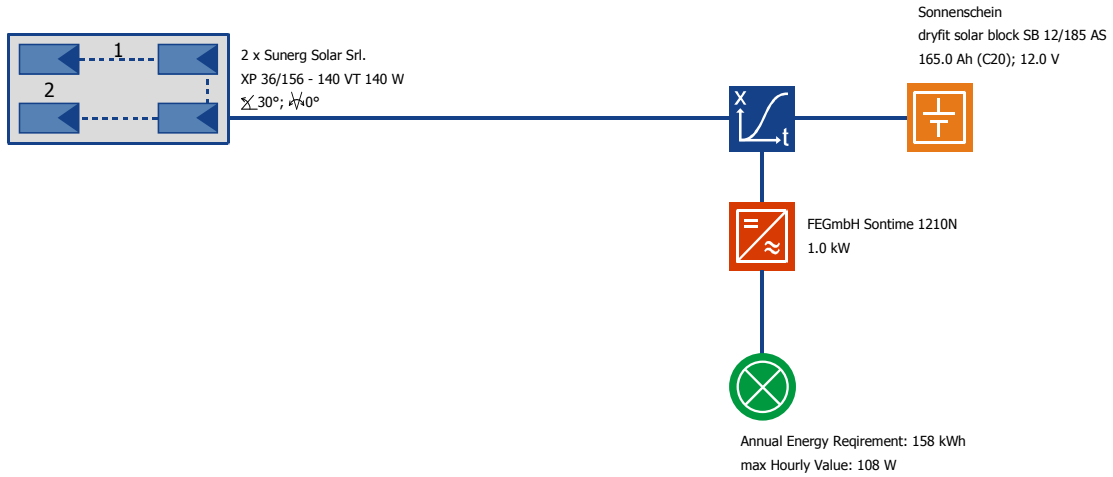 1
2
2 x Sunerg Solar Srl.
XP 36/156 - 140 VT 140 W
30°; 0°
x
t
Sonnenschein
dryfit solar block SB 12/185 AS
165.0 Ah (C20); 12.0 V
FEGmbH Sontime 1210N
1.0 kW
Annual Energy Reqirement: 158 kWh
max Hourly Value: 108 W